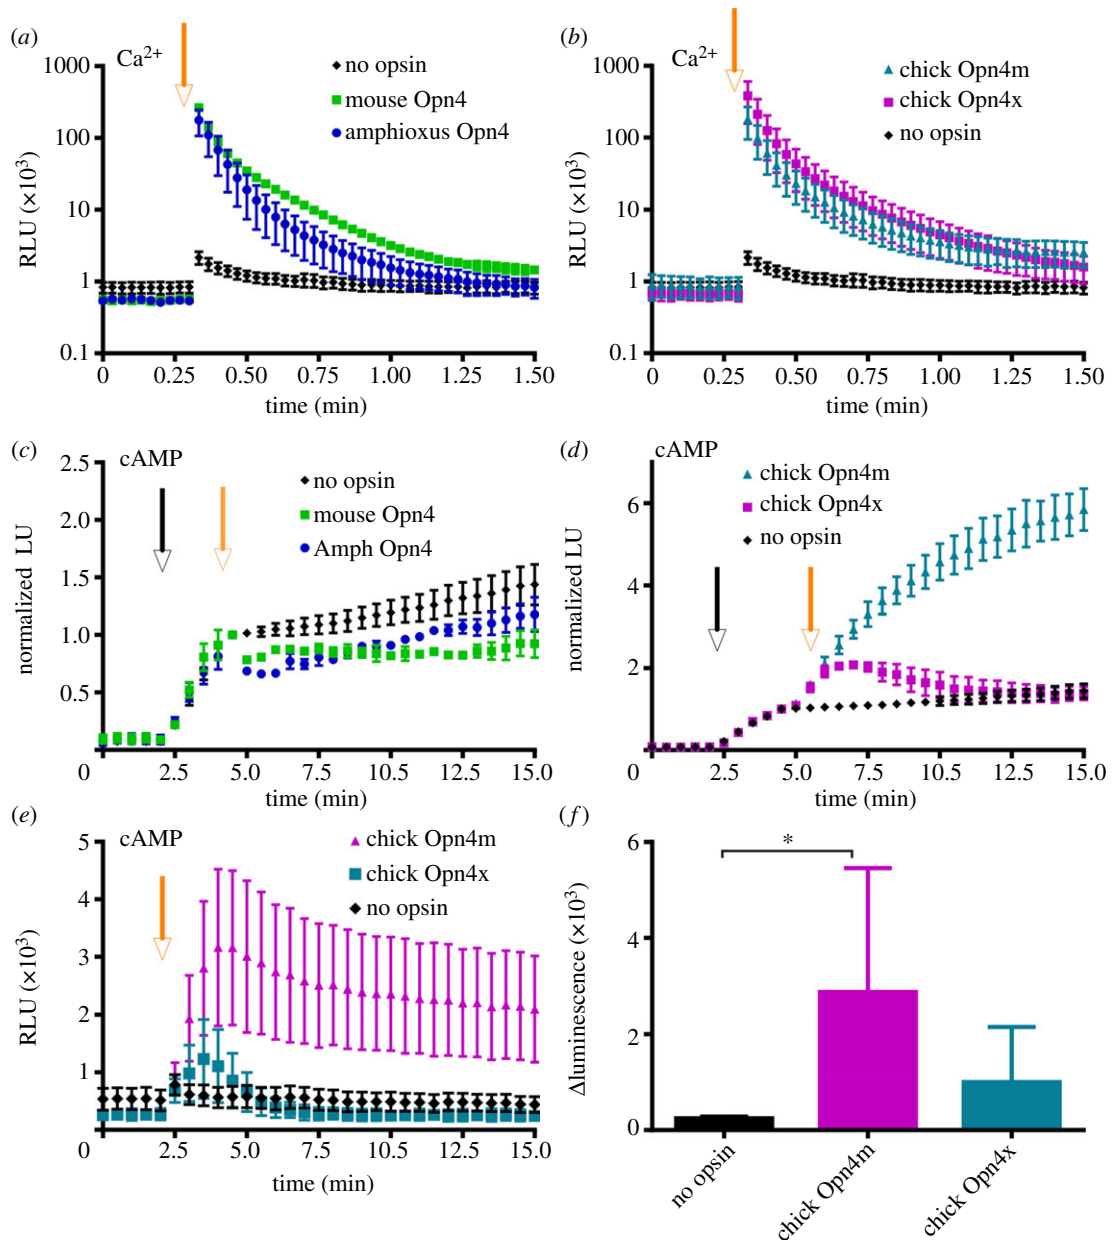 (a)
Ca2+
no opsin
mouse Opn4
amphioxus Opn4
1000
100
10
1
0.1
RLU (×10³)
0 0.25 0.50 0.75 1.00 1.25 1.50
time (min)
(b)
Ca2+
chick Opn4m
chick Opn4x
no opsin
1000
100
10
1
0.1
RLU (×10³)
0 0.25 0.50 0.75 1.00 1.25 1.50
time (min)
(c)
cAMP
no opsin
mouse Opn4
Amph Opn4
2.5
2.0
1.5
1.0
0.5
normalized LU
0 2.5 5.0 7.5 10.5 12.5 15.0
time (min)
(d)
cAMP
chick Opn4m
chick Opn4x
no opsin
6
4
2
normalized LU
0 2.5 5.0 7.5 10.5 12.5 15.0
time (min)
(e)
cAMP
chick Opn4m
chick Opn4x
no opsin
5
4
3
2
1
RLU (×10³)
0 2.5 5.0 7.5 10.5 12.5 15.0
time (min)
(f)
*
6
4
2
0
Δluminescence (×10³)
no opsin
chick Opn4m
chick Opn4x